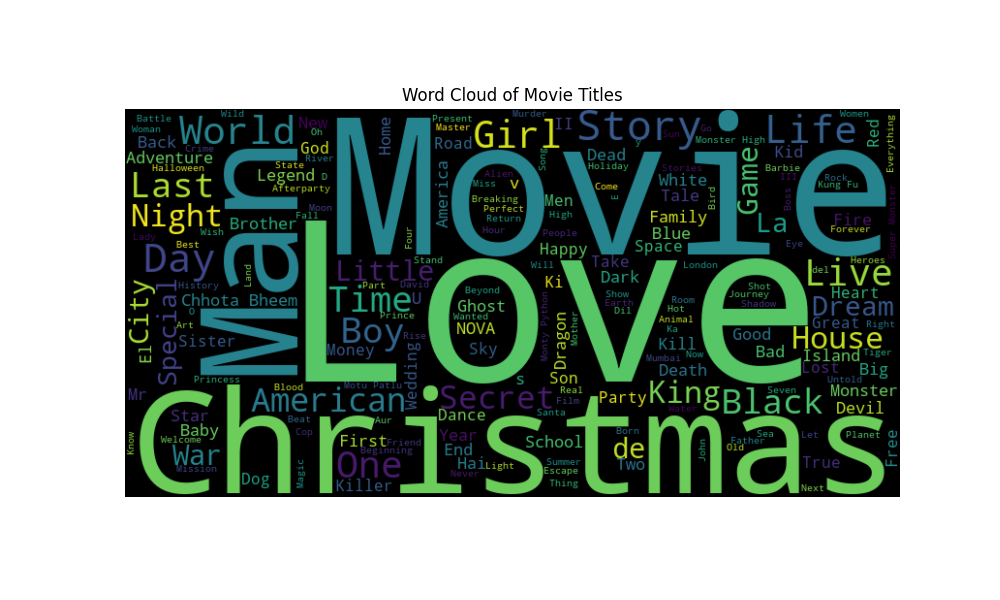 Word Cloud of Movie Titles
Battle
Wild
Woman
Back
Crime
World
New
Oh
God
Home
Present
Master
Road
Murder
Girl
II
Story
Sun
Go
Monster High
Life
Women
Red
Everything
Adventure
Halloween
Last
Legend
State
River
D
Afterparty
Man
Movie
America
Alien
Miss
v
Breaking
Perfect
Return
Hour
Song
Holiday
Men
High
People
Dead
Come
E
y
Stories
White
Tale
Bird
Game
Kid
Barbie
III
Boss
Rock
Kung Fu
Night
Wish
Brother
Fall
Moon
Four
Family
Blue
Space
La
Eye
Fire
Forever
Super Monster
Lady
Best
Day
History
Land
Stand
Happy
Take
Will
London
Heroes
del
Live
City
El
Special
Chhota Bheem
O
Art
Sister
Princess
Little
Part
David
Time
U
Prince
Boy
Rise
Money
Love
Beyond
Ghost
Wanted
NOVA
Sky
Ki
Monty Python
Dragon
Mother
Dark
Show
Earth
Dil
Room
Hot
Animal
Ka
Kill
Mumbai
Now
Death
Shot
Journey
Shadow
Good
Bad
Heart
Dream
Great
Right
House
Island
Tiger
Lost
Untold
Big
Mr
Blood
Motu Patlu
Wedding
American
Secret
s
Son
Real
Film
Party
King
Water
Black
Seven
Monster
Devil
Star
Baby
Welcome
Know
War
Mission
Christmas
Beat
Cop
Aur
First
Friend
Beginning
Year
Dance
Santa
End
Hai
Never
Light
School
Born
Summer
Escape
Thing
de
Two
John
Father
Old
Sea
Let
Planet
True
Free
Dog
Magic
One
Killer
Next